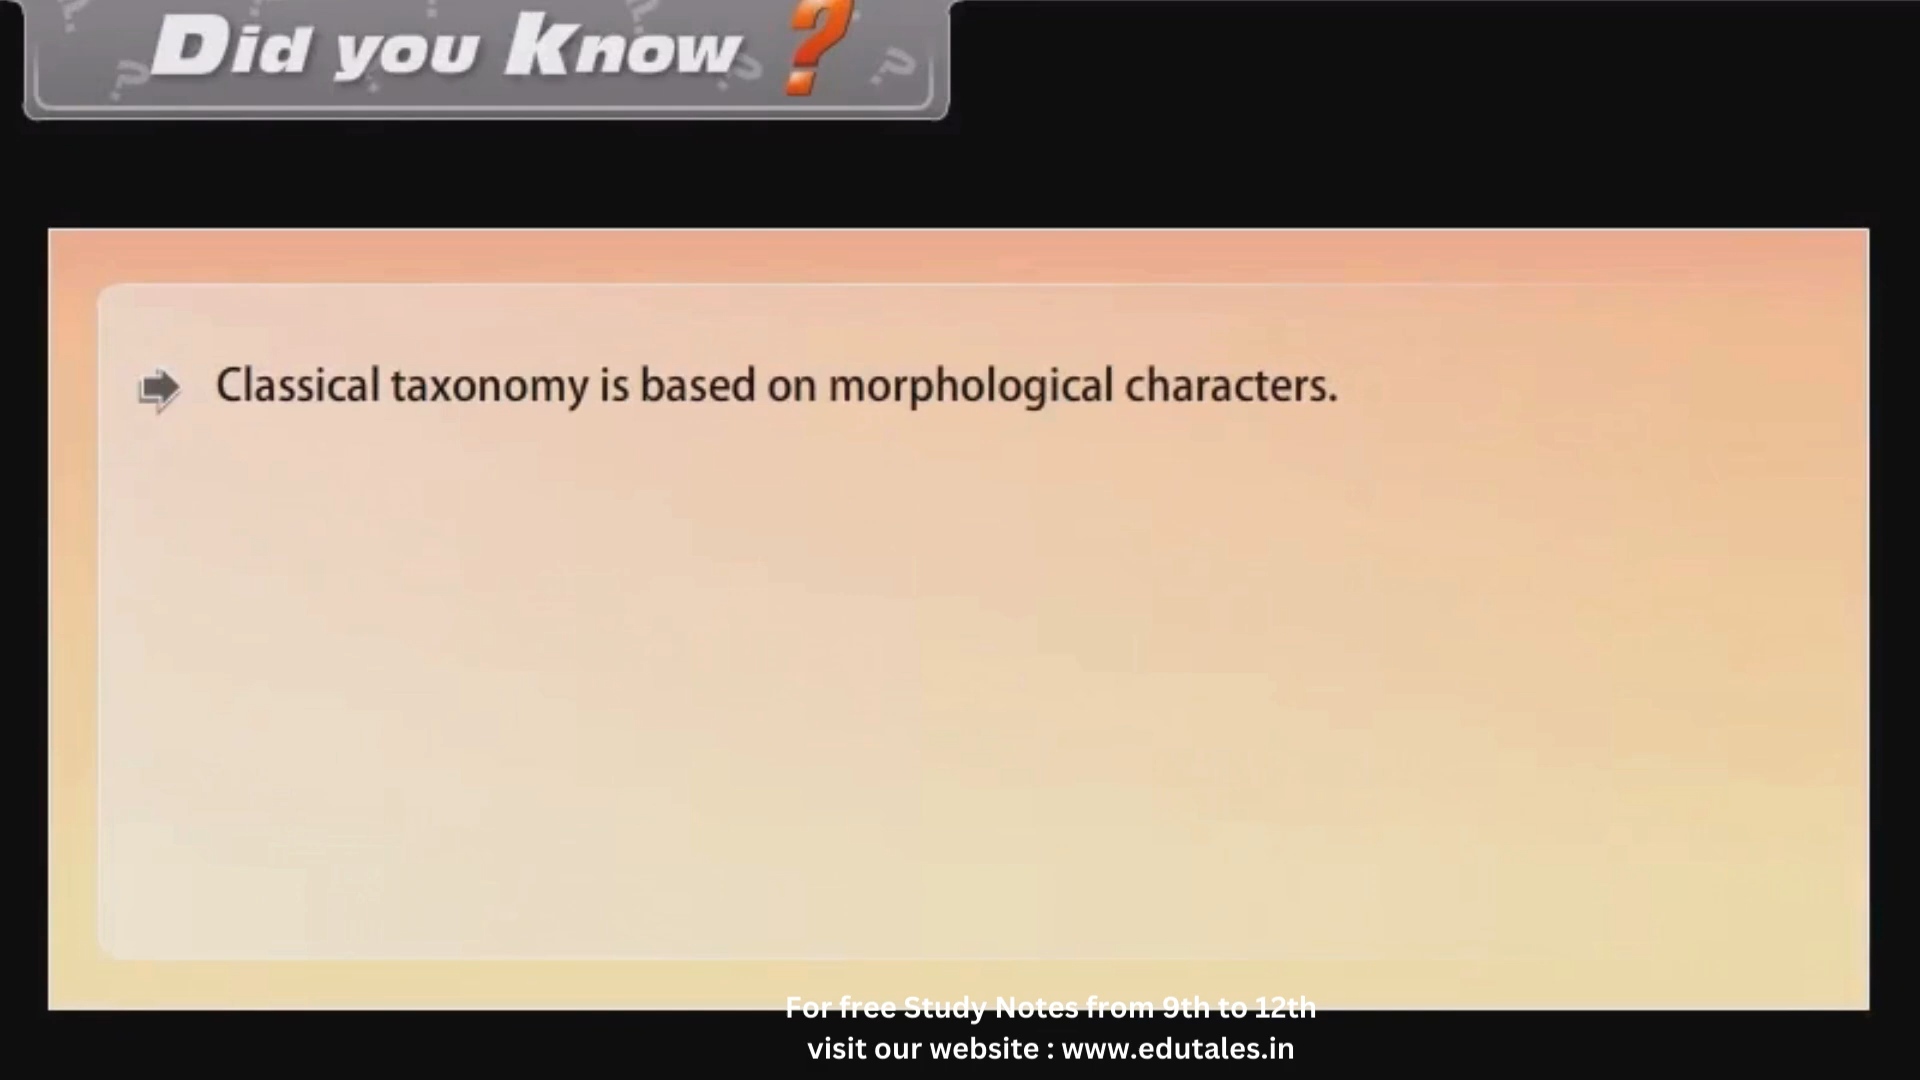 Did you Know ?
Classical taxonomy is based on morphological characters.
For free Study Notes from 9th to 12th
visit our website : www.edutales.in